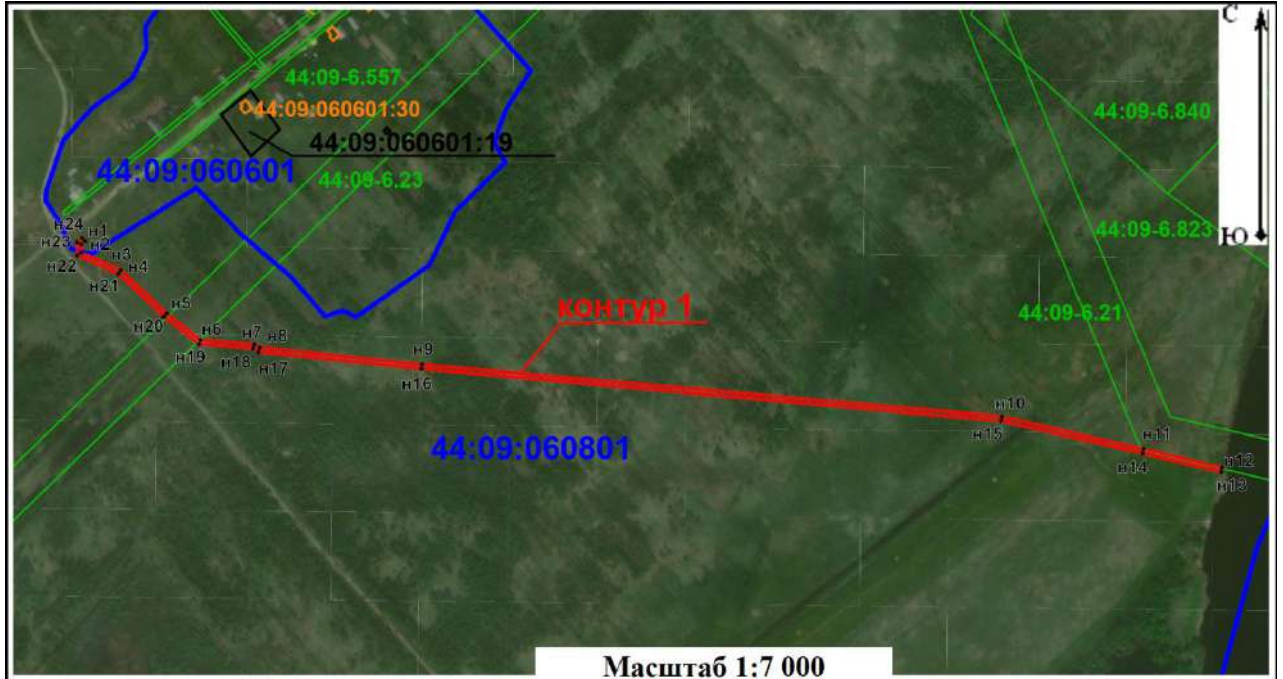 С
44:09-6.557
44:09:060601:30
44:09-6.840
44:09:060601:19
44:09:060601
44:09-6.23
44:09-6.823
Ю
н24
н1
н23
н2
н22
н3
н21
н4
44:09-6.21
контур 1
н5
н20
н6
н7
н8
н19
н18
н17
н9
н16
н10
н15
44:09:060801
н11
н14
н12
н13
Масштаб 1:7 000